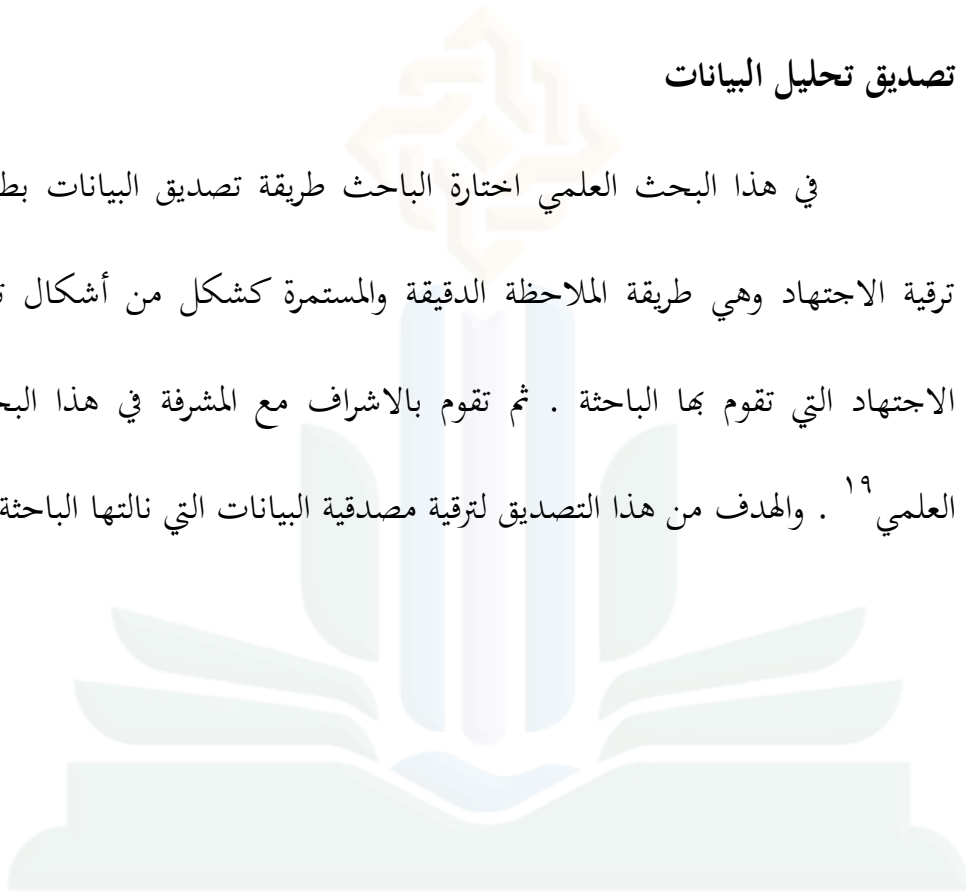 تصديق تحليل البيانات
في هذا البحث العلمي اختارة الباحث طريقة تصديق البيانات
ترقية الاجتهاد وهي طريقة الملاحظة الدقيقة والمستمرة كشكل من أشكال
الاجتهاد التي تقوم بها الباحثة . ثم تقوم بالاشراف مع المشرفة في هذا
العلمي١٩ . والهدف من هذا التصديق لترقية مصدقية البيانات التي نالتها الباحثة